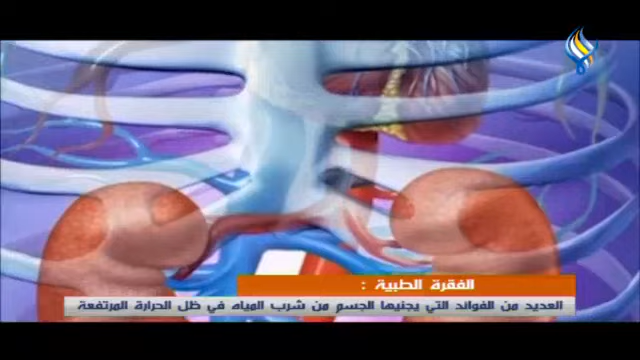 الفقرة الطبية :
العديد من الفوائد التي يجنيها الجسم من شرب المياه في ظل الحرارة المرتفعة